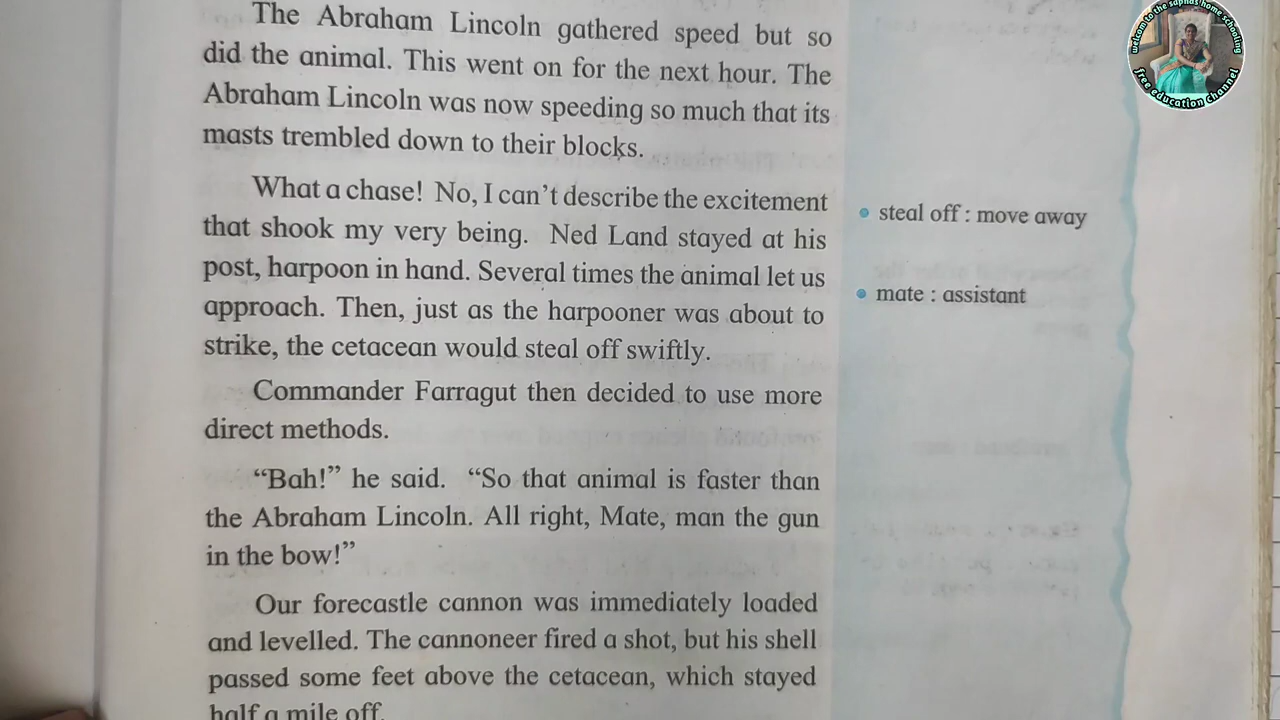 The Abraham Lincoln gathered speed but so
did the animal. This went on for the next hour. The
Abraham Lincoln was now speeding so much that its
masts trembled down to their blocks.
What a chase! No, I can’t describe the excitement
that shook my very being. Ned Land stayed at his
post, harpoon in hand. Several times the animal let us
approach. Then, just as the harpooner was about to
strike, the cetacean would steal off swiftly.
Commander Farragut then decided to use more
direct methods.
“Bah!” he said. “So that animal is faster than
the Abraham Lincoln. All right, Mate, man the gun
in the bow!”
Our forecastle cannon was immediately loaded
and levelled. The cannoneer fired a shot, but his shell
passed some feet above the cetacean, which stayed
half a mile off.
• steal off : move away
• mate : assistant
welcom to the sapnas home schooling
free education channel